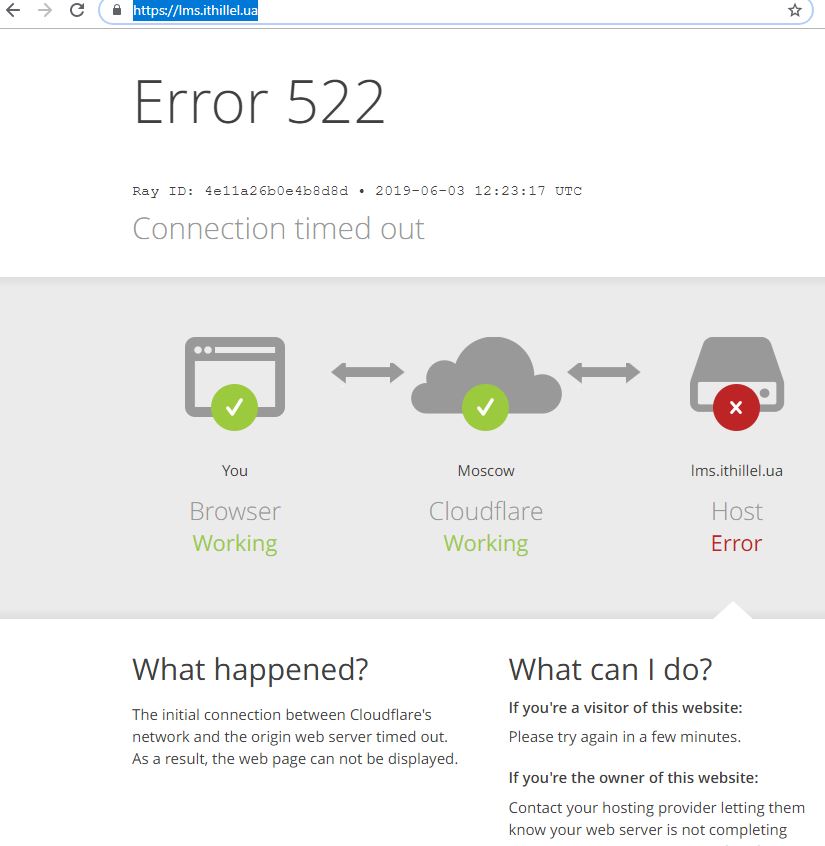 https://lms.ithillel.ua
Error 522
Ray ID: 4e11a26b0e4b8d8d • 2019-06-03 12:23:17 UTC
Connection timed out
You
Browser
Working
Moscow
Cloudflare
Working
lms.ithillel.ua
Host
Error
What happened?
The initial connection between Cloudflare's
network and the origin web server timed out.
As a result, the web page can not be displayed.
What can I do?
If you're a visitor of this website:
Please try again in a few minutes.
If you're the owner of this website:
Contact your hosting provider letting them
know your web server is not completing